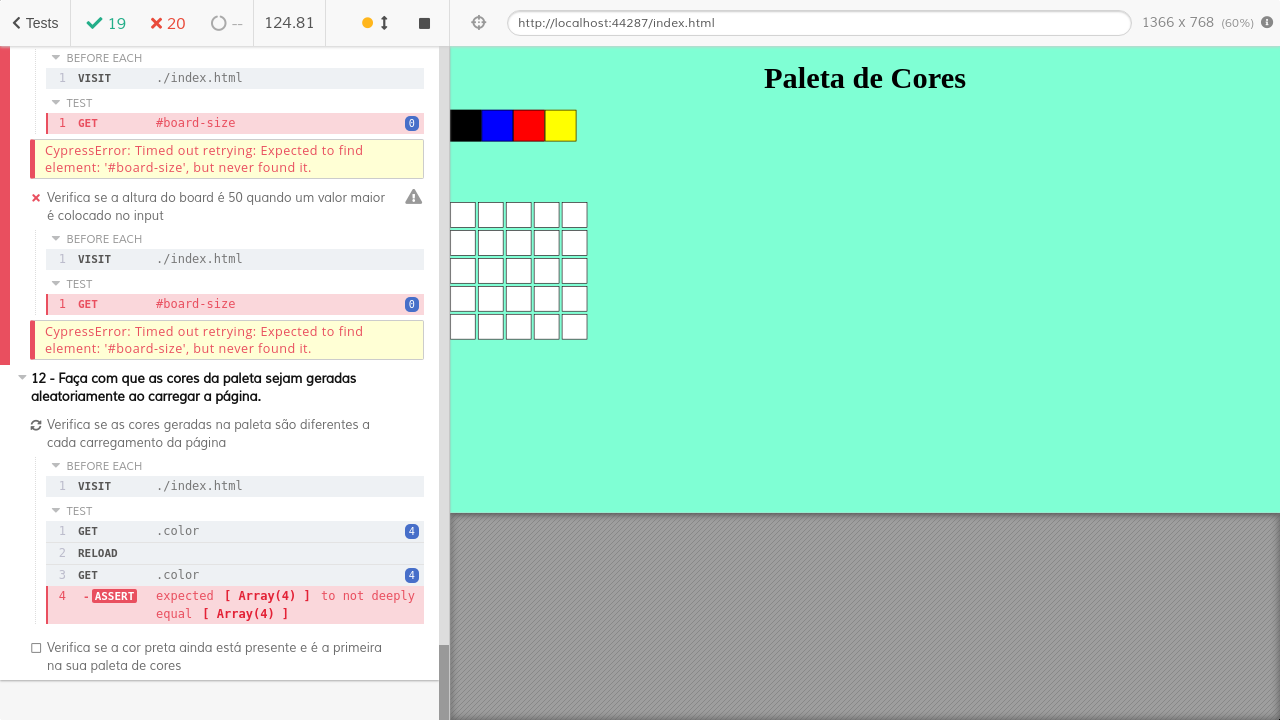 Tests 19 20 -- 124.81 http://localhost:44287/index.html 1366 x 768 (60%)
BEFORE EACH
1 VISIT ./index.html
TEST
1 GET #board-size 0
CypressError: Timed out retrying: Expected to find
element: '#board-size', but never found it.
Verifica se a altura do board é 50 quando um valor maior
é colocado no input
BEFORE EACH
1 VISIT ./index.html
TEST
1 GET #board-size 0
CypressError: Timed out retrying: Expected to find
element: '#board-size', but never found it.
12 - Faça com que as cores da paleta sejam geradas
aleatoriamente ao carregar a página.
Verifica se as cores geradas na paleta são diferentes a
cada carregamento da página
BEFORE EACH
1 VISIT ./index.html
TEST
1 GET .color 4
2 RELOAD
3 GET .color 4
4 -ASSERT expected [ Array(4) ] to not deeply
equal [ Array(4) ]
Verifica se a cor preta ainda está presente e é a primeira
na sua paleta de cores
Paleta de Cores